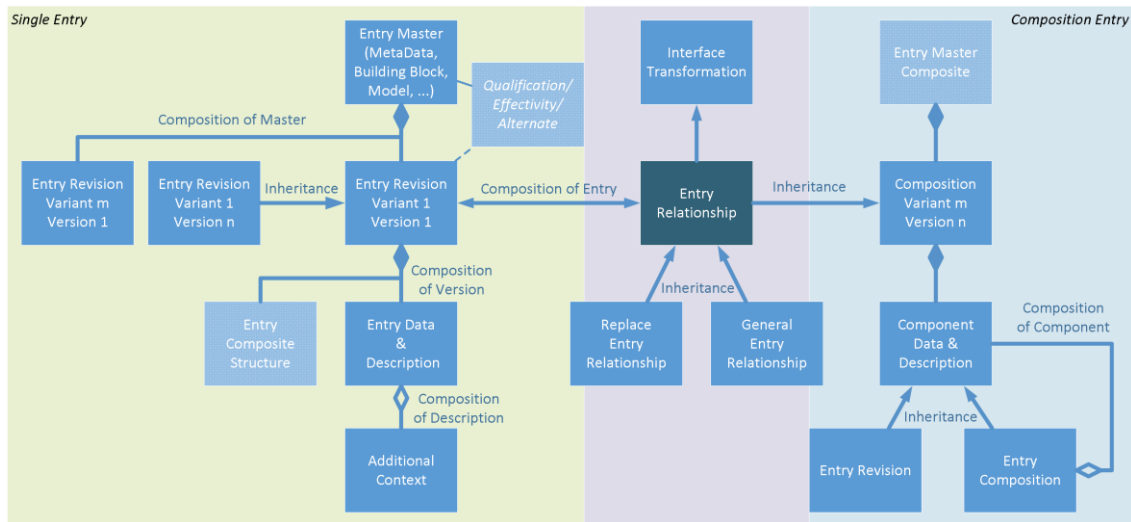 Single Entry
Composition Entry
Entry Master
(MetaData,
Building Block,
Model, ...)
Interface
Transformation
Entry Master
Composite
Qualification/
Effectivity/
Alternate
Composition of Master
Entry Revision
Variant m
Version 1
Entry Revision
Variant 1
Version n
Inheritance
Entry Revision
Variant 1
Version 1
Composition of Entry
Entry
Relationship
Inheritance
Composition
Variant m
Version n
Composition
of Version
Entry
Composite
Structure
Entry Data
&
Description
Inheritance
Replace
Entry
Relationship
General
Entry
Relationship
Component
Data &
Description
Composition
of Component
Composition
of Description
Additional
Context
Inheritance
Entry Revision
Entry
Composition